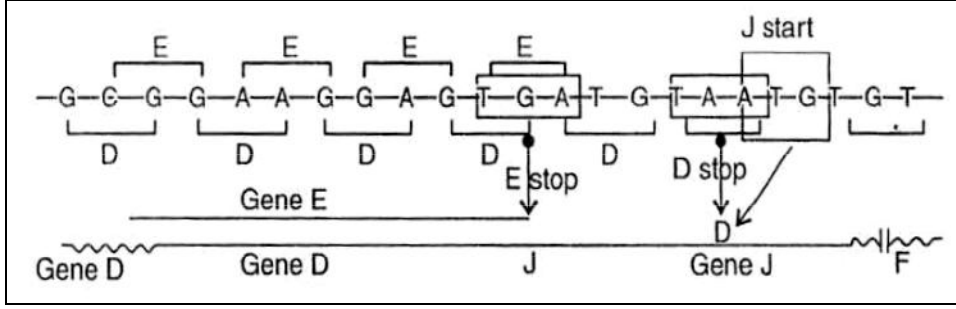 J start
E E E E
G-C-G-G-A-A-G-G-A-G-T-G-A-T-G-T-A-A-T-G-T-G-T
D D D D D
E stop D stop
Gene E D
Gene D Gene D J Gene J F